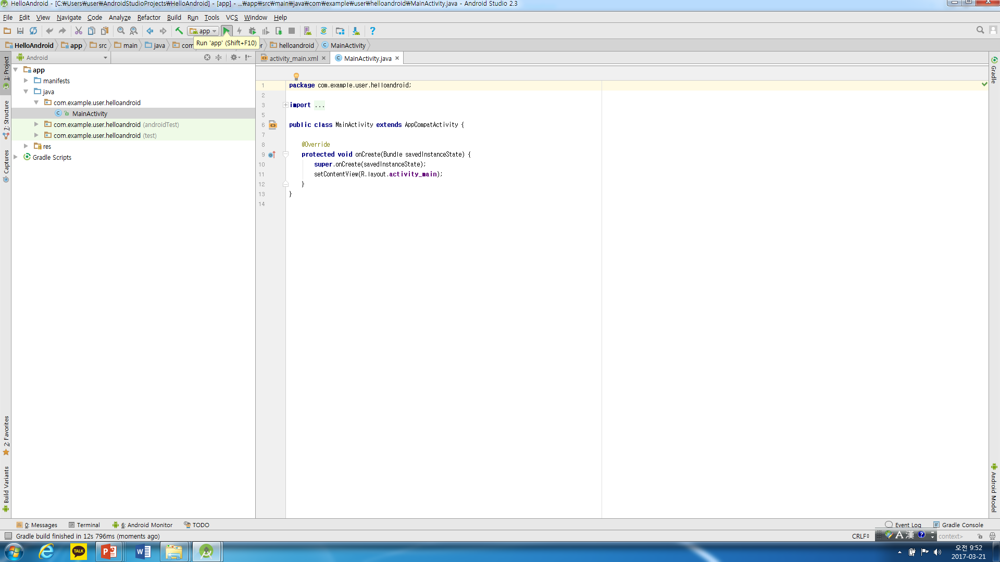 HelloAndroid - [C:₩Users₩user₩AndroidStudioProjects₩HelloAndroid] - [app] - ...₩app₩src₩main₩java₩com₩example₩user₩helloandroid₩MainActivity.java - Android Studio 2.3
File Edit View Navigate Code Analyze Refactor Build Run Tools VCS Window Help
app
Run 'app' (Shift+F10)
HelloAndroid app src main java com helloandroid MainActivity
Android
activity_main.xml MainActivity.java
1: Project
7: Structure
Captures
2: Favorites
Build Variants
app
manifests
java
com.example.user.helloandroid
MainActivity
com.example.user.helloandroid (androidTest)
com.example.user.helloandroid (test)
res
Gradle Scripts
1 package com.example.user.helloandroid;
2
3 import ...
5
6 public class MainActivity extends AppCompatActivity {
7
8 @Override
9 protected void onCreate(Bundle savedInstanceState) {
10 super.onCreate(savedInstanceState);
11 setContentView(R.layout.activity_main);
12 }
13 }
14
Gradle
Android Model
0: Messages Terminal 6: Android Monitor TODO
Event Log Gradle Console
Gradle build finished in 12s 796ms (moments ago)
CRLF A 漢 ? context>
TALK
오전 9:52
2017-03-21